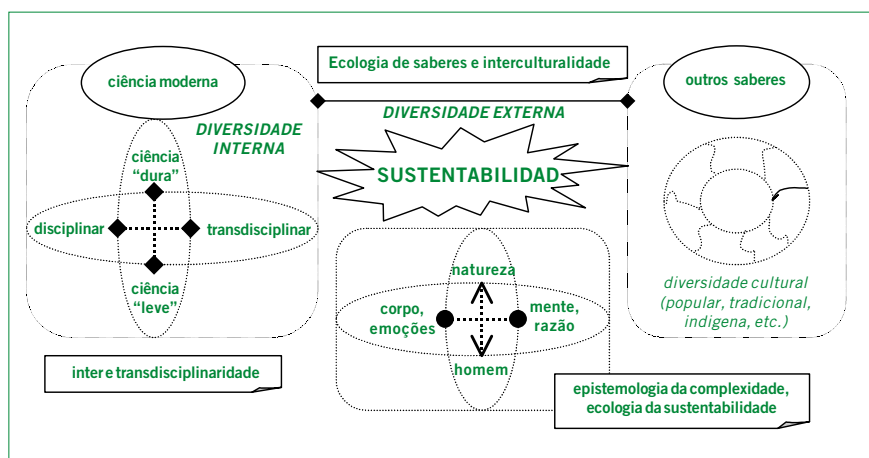 ciência moderna
Ecologia de saberes e interculturalidade
outros saberes
DIVERSIDADE
INTERNA
DIVERSIDADE EXTERNA
SUSTENTABILIDAD
ciência
“dura”
disciplinar
transdisciplinar
ciência
“leve”
natureza
corpo,
emoções
mente,
razão
homem
diversidade cultural
(popular, tradicional,
indigena, etc.)
inter e transdisciplinaridade
epistemologia da complexidade,
ecologia da sustentabilidade